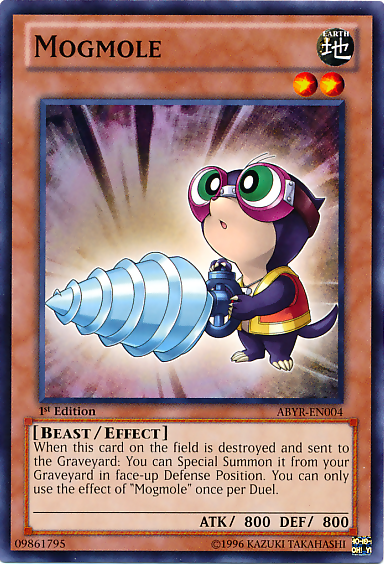 MOGMOLE
EARTH
地
1st Edition
ABYR-EN004
[BEAST / EFFECT]
When this card on the field is destroyed and sent to
the Graveyard: You can Special Summon it from your
Graveyard in face-up Defense Position. You can only
use the effect of "Mogmole" once per Duel.
ATK/ 800 DEF/ 800
09861795
©1996 KAZUKI TAKAHASHI